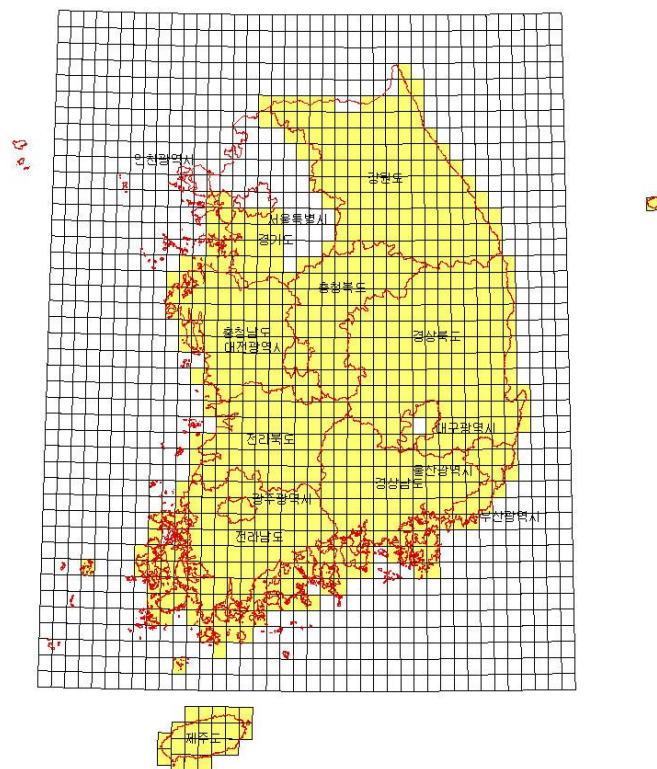 인천광역시
강원도
서울특별시
경기도
충청북도
충청남도
대전광역시
경상북도
대구광역시
전라북도
울산광역시
경상남도
광주광역시
부산광역시
전라남도
제주도